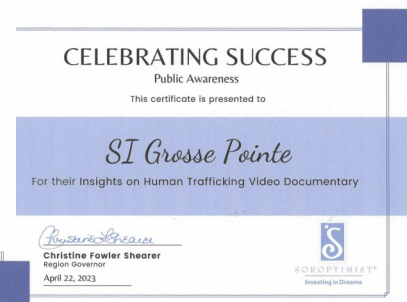 CELEBRATING SUCCESS
Public Awareness
This certificate is presented to
SI Grosse Pointe
For their Insights on Human Trafficking Video Documentary
Christine Fowler Shearer
Region Governor
April 22, 2023
S
SOROPTIMIST®
Investing in Dreams